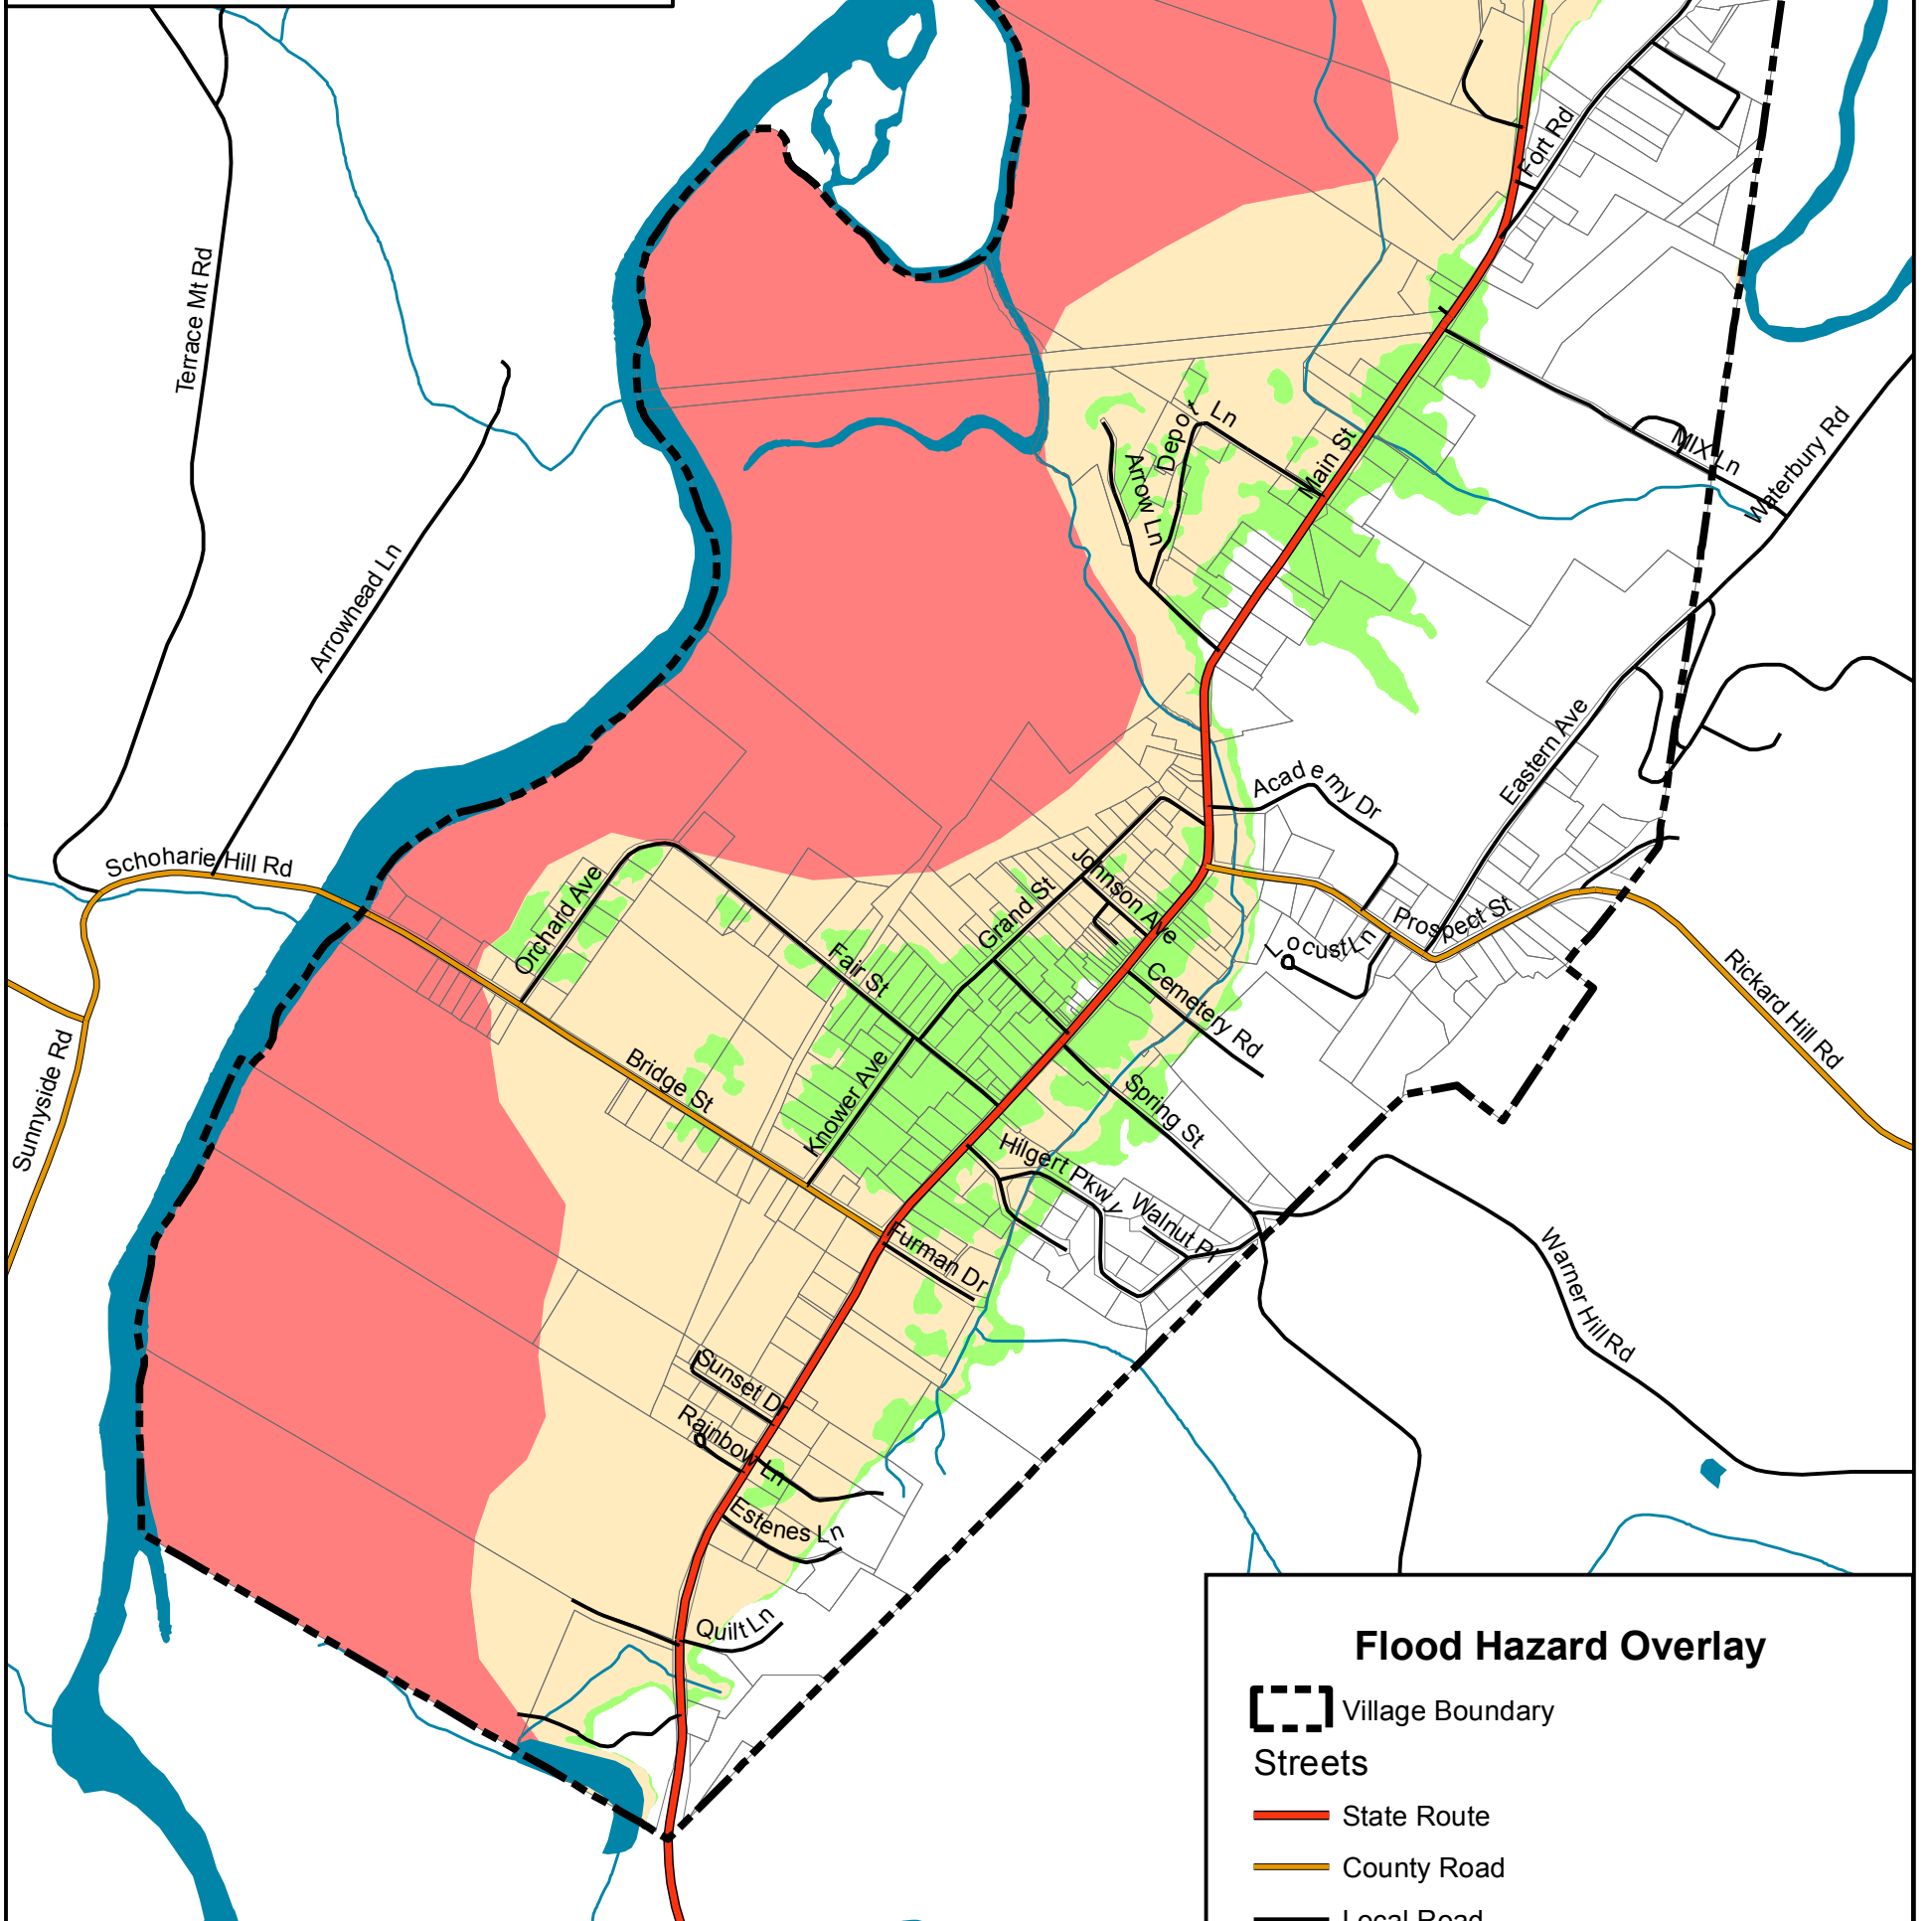 Fort Rd
Terrace Mt Rd
Depot Ln
Main St
Arrow Ln
MIX Ln
Waterbury Rd
Arrowhead Ln
Eastern Ave
Academy Dr
Schoharie Hill Rd
Johnson Ave
Orchard Ave
Grand St
Prospect St
Locust Ln
Fair St
Cemetery Rd
Rickard Hill Rd
Sunnyside Rd
Bridge St
Knower Ave
Spring St
Hilgert Pkwy
Walnut Pl
Furman Dr
Warner Hill Rd
Sunset Dr
Rainbow Ln
Estenes Ln
Quilt Ln
Flood Hazard Overlay
Village Boundary
Streets
State Route
County Road
Local Road